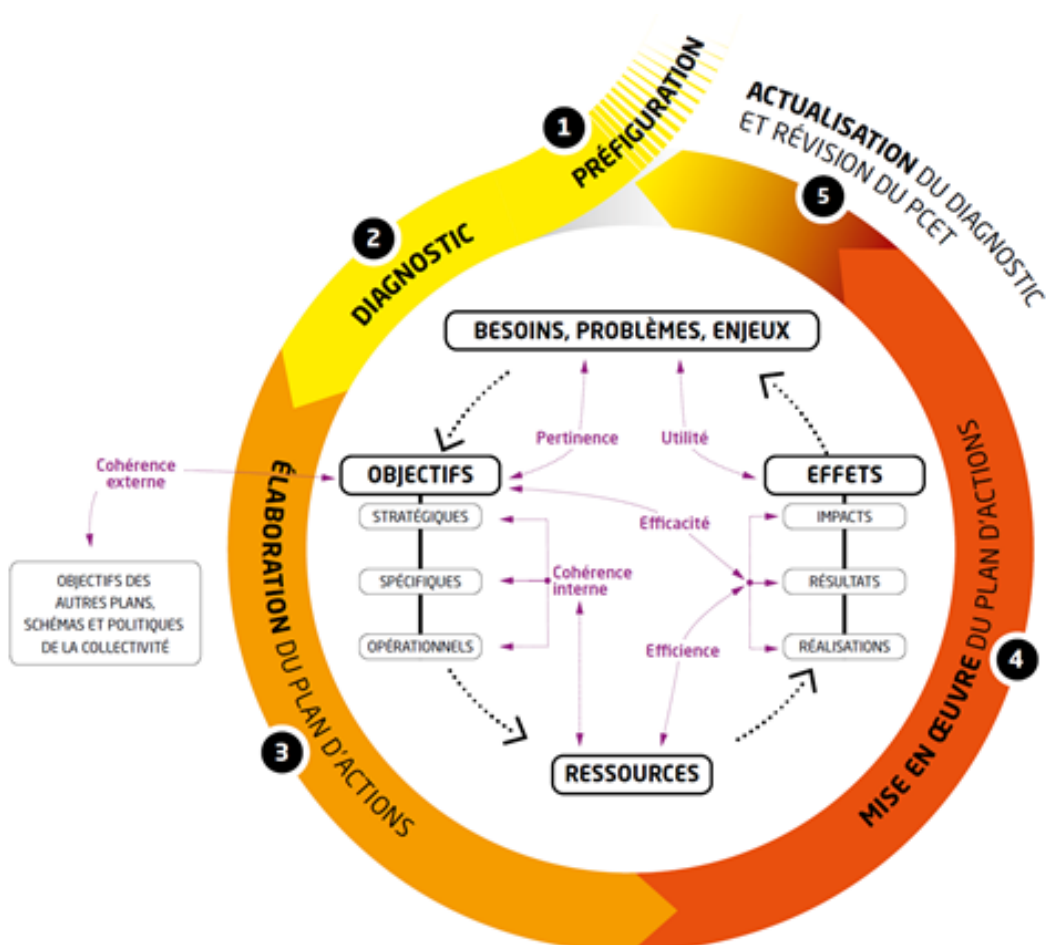 1
PRÉFIGURATION
2
DIAGNOSTIC
ACTUALISATION DU DIAGNOSTIC
ET RÉVISION DU PCET
5
BESOINS, PROBLÈMES, ENJEUX
Pertinence
Utilité
Cohérence
externe
OBJECTIFS
EFFETS
STRATÉGIQUES
Efficacité
IMPACTS
SPÉCIFIQUES
Cohérence
interne
RÉSULTATS
OPÉRATIONNELS
Efficience
RÉALISATIONS
OBJECTIFS DES
AUTRES PLANS,
SCHÉMAS ET POLITIQUES
DE LA COLLECTIVITÉ
RESSOURCES
3
ÉLABORATION DU PLAN D'ACTIONS
4
MISE EN ŒUVRE DU PLAN D'ACTIONS